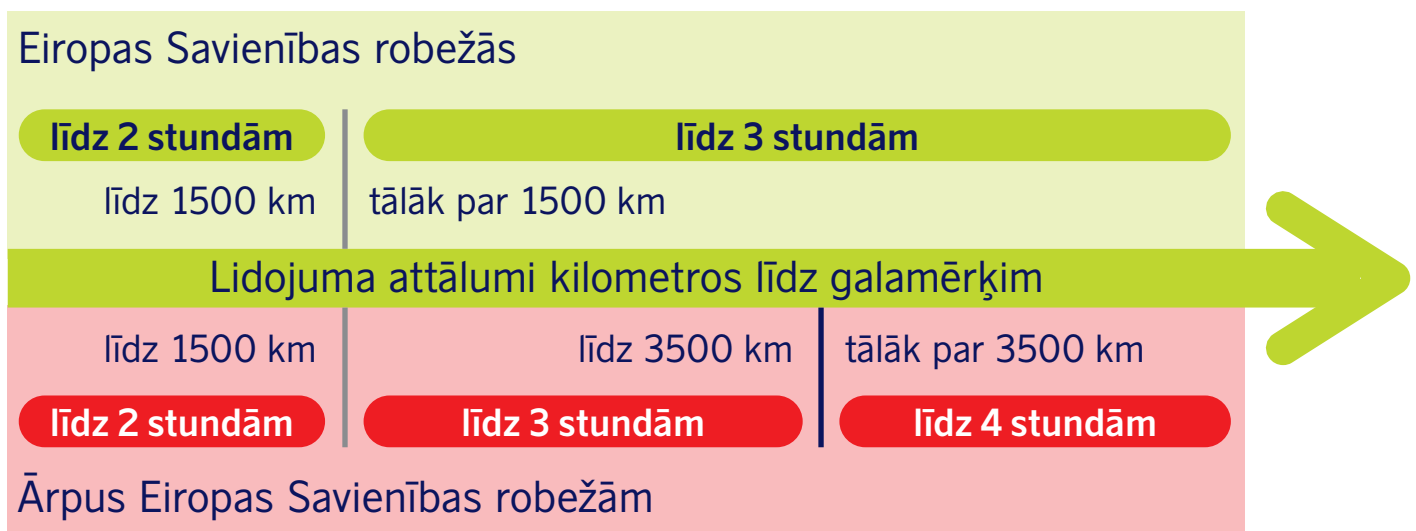 Eiropas Savienības robežās
līdz 2 stundām līdz 3 stundām
līdz 1500 km tālāk par 1500 km
Lidojuma attālumi kilometros līdz galamērķim
līdz 1500 km līdz 3500 km tālāk par 3500 km
līdz 2 stundām līdz 3 stundām līdz 4 stundām
Ārpus Eiropas Savienības robežām